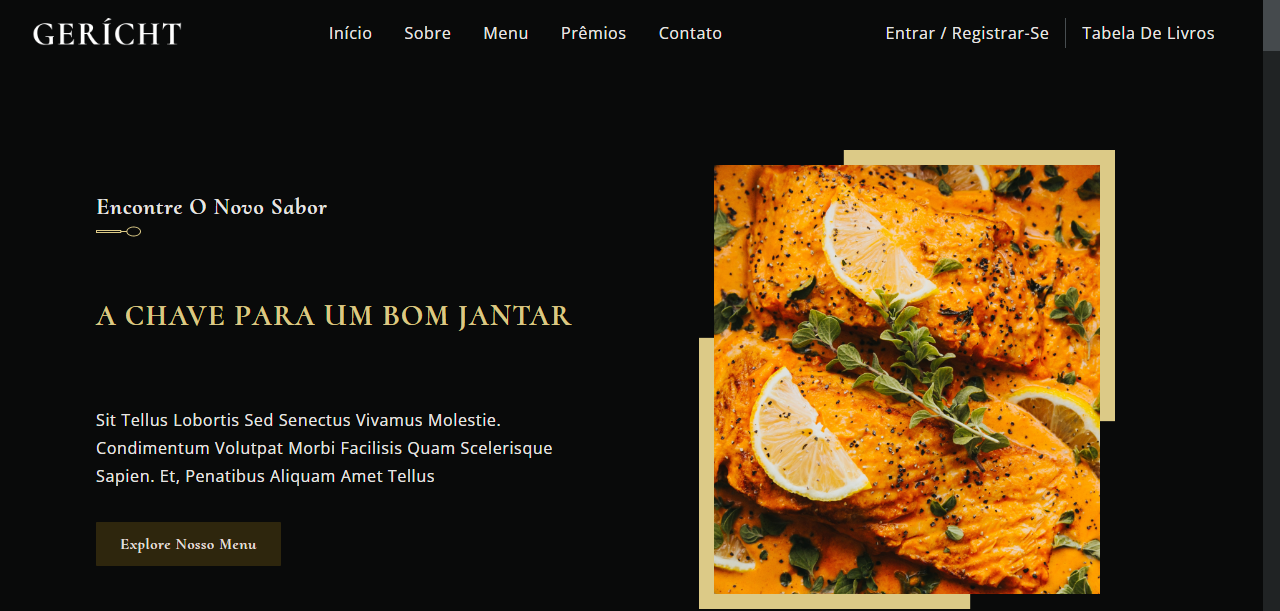 GERÍCHT
Início Sobre Menu Prêmios Contato
Entrar / Registrar-Se Tabela De Livros
Encontre O Novo Sabor
A CHAVE PARA UM BOM JANTAR
Sit Tellus Lobortis Sed Senectus Vivamus Molestie.
Condimentum Volutpat Morbi Facilisis Quam Scelerisque
Sapien. Et, Penatibus Aliquam Amet Tellus
Explore Nosso Menu